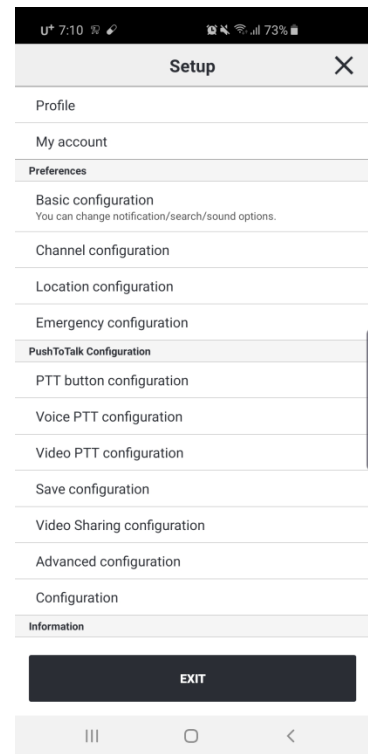 U+ 7:10 73%
Setup
Profile
My account
Preferences
Basic configuration
You can change notification/search/sound options.
Channel configuration
Location configuration
Emergency configuration
PushToTalk Configuration
PTT button configuration
Voice PTT configuration
Video PTT configuration
Save configuration
Video Sharing configuration
Advanced configuration
Configuration
Information
EXIT